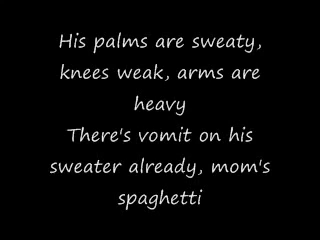 His palms are sweaty,
knees weak, arms are
heavy
There's vomit on his
sweater already, mom's
spaghetti